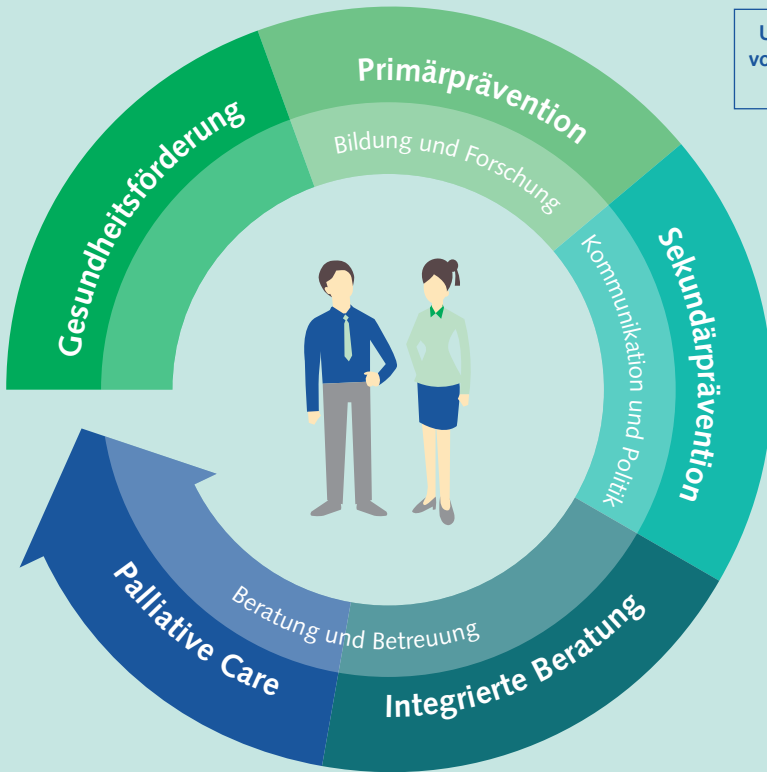 Gesundheitsförderung
Primärprävention
Bildung und Forschung
Sekundärprävention
Kommunikation und Politik
Integrierte Beratung
Beratung und Betreuung
Palliative Care